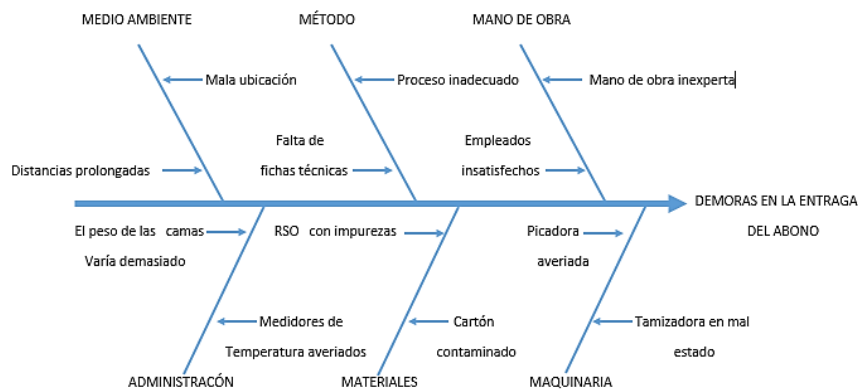 MEDIO AMBIENTE
MÉTODO
MANO DE OBRA
Mala ubicación
Proceso inadecuado
Mano de obra inexperta
Distancias prolongadas
Falta de
fichas técnicas
Empleados
insatisfechos
DEMORAS EN LA ENTRAGA
DEL ABONO
El peso de las camas
Varía demasiado
RSO con impurezas
Picadora
averiada
Medidores de
Temperatura averiados
Cartón
contaminado
Tamizadora en mal
estado
ADMINISTRACÓN
MATERIALES
MAQUINARIA